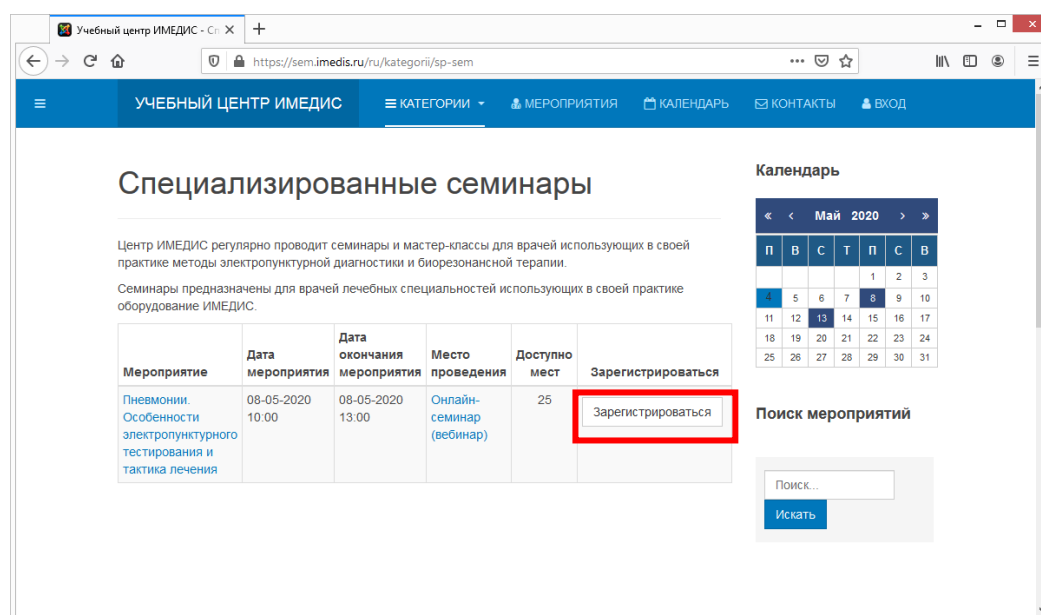 Учебный центр ИМЕДИС - Сп
https://sem.imedis.ru/ru/kategorii/sp-sem
УЧЕБНЫЙ ЦЕНТР ИМЕДИС
КАТЕГОРИИ
МЕРОПРИЯТИЯ
КАЛЕНДАРЬ
КОНТАКТЫ
ВХОД
Специализированные семинары
Центр ИМЕДИС регулярно проводит семинары и мастер-классы для врачей использующих в своей
практике методы электропунктурной диагностики и биорезонансной терапии.
Семинары предназначены для врачей лечебных специальностей использующих в своей практике
оборудование ИМЕДИС.
Мероприятие
Дата
мероприятия
Дата
окончания
мероприятия
Место
проведения
Доступно
мест
Зарегистрироваться
Пневмонии.
Особенности
электропунктурного
тестирования и
тактика лечения
08-05-2020
10:00
08-05-2020
13:00
Онлайн-
семинар
(вебинар)
25
Зарегистрироваться
Календарь
« < Май 2020 > »
П В С Т П С В
1 2 3
4 5 6 7 8 9 10
11 12 13 14 15 16 17
18 19 20 21 22 23 24
25 26 27 28 29 30 31
Поиск мероприятий
Поиск...
Искать